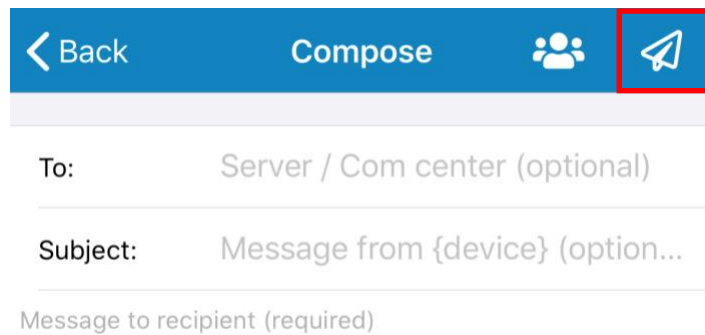 Back Compose
To: Server / Com center (optional)
Subject: Message from {device} (option...
Message to recipient (required)